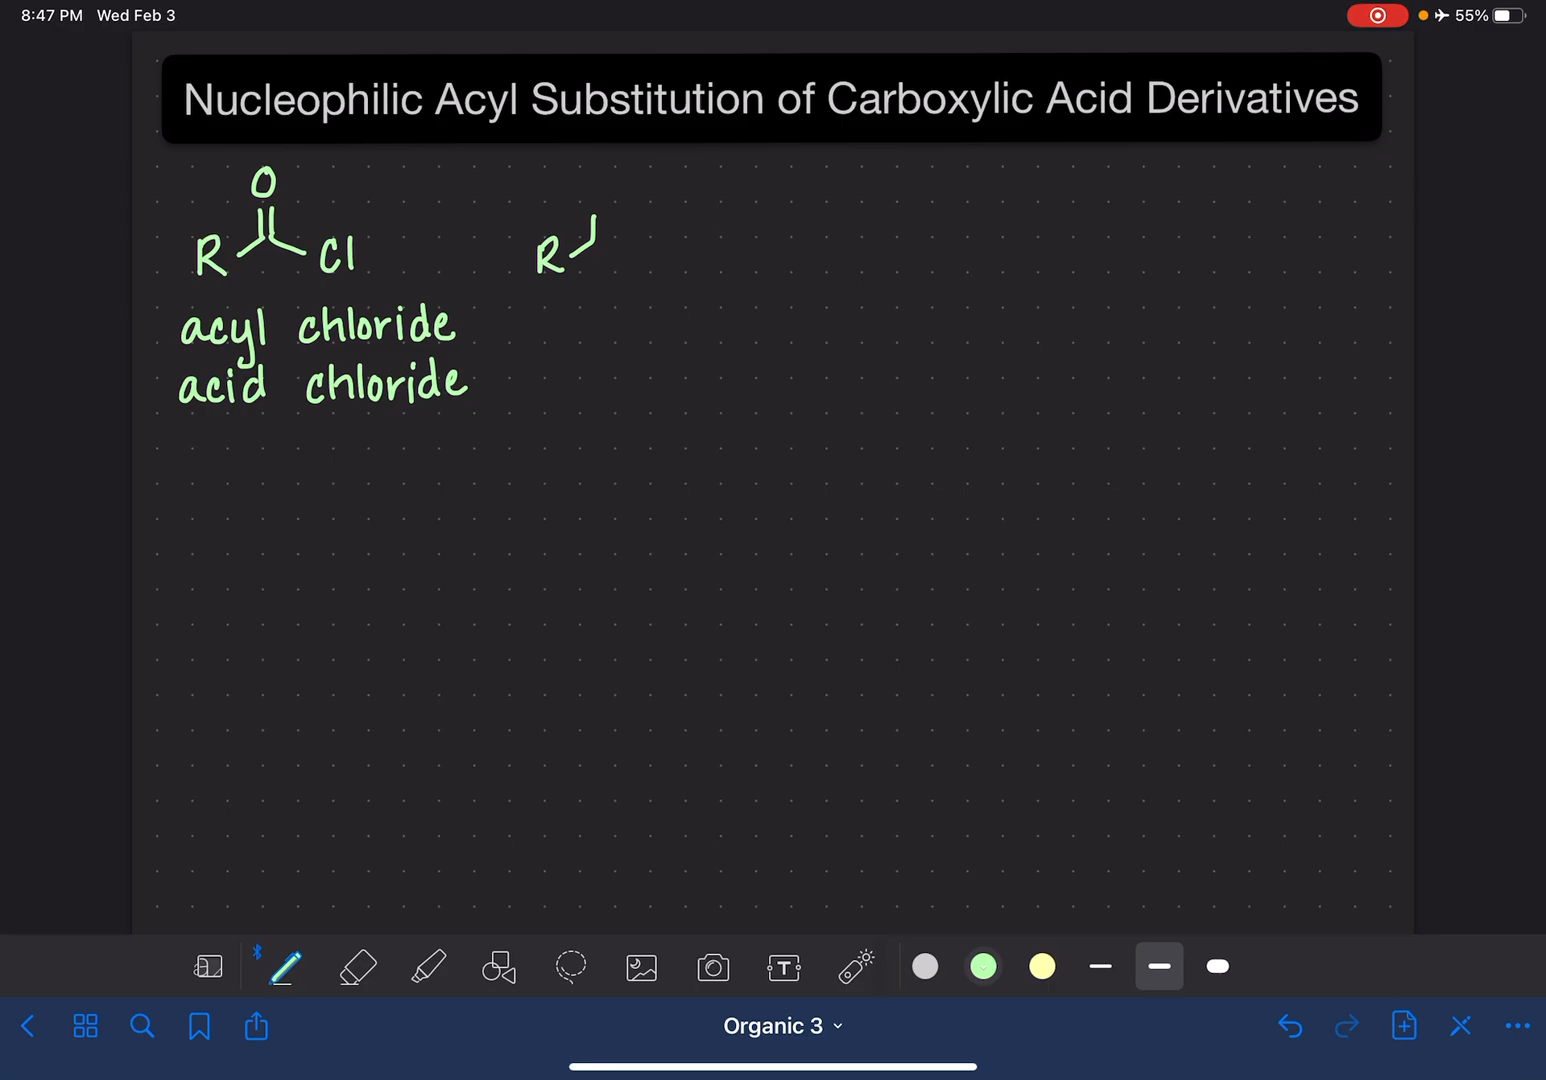 8:47 PM Wed Feb 3
55%
Nucleophilic Acyl Substitution of Carboxylic Acid Derivatives
O
R Cl R
acyl chloride
acid chloride
T
Organic 3